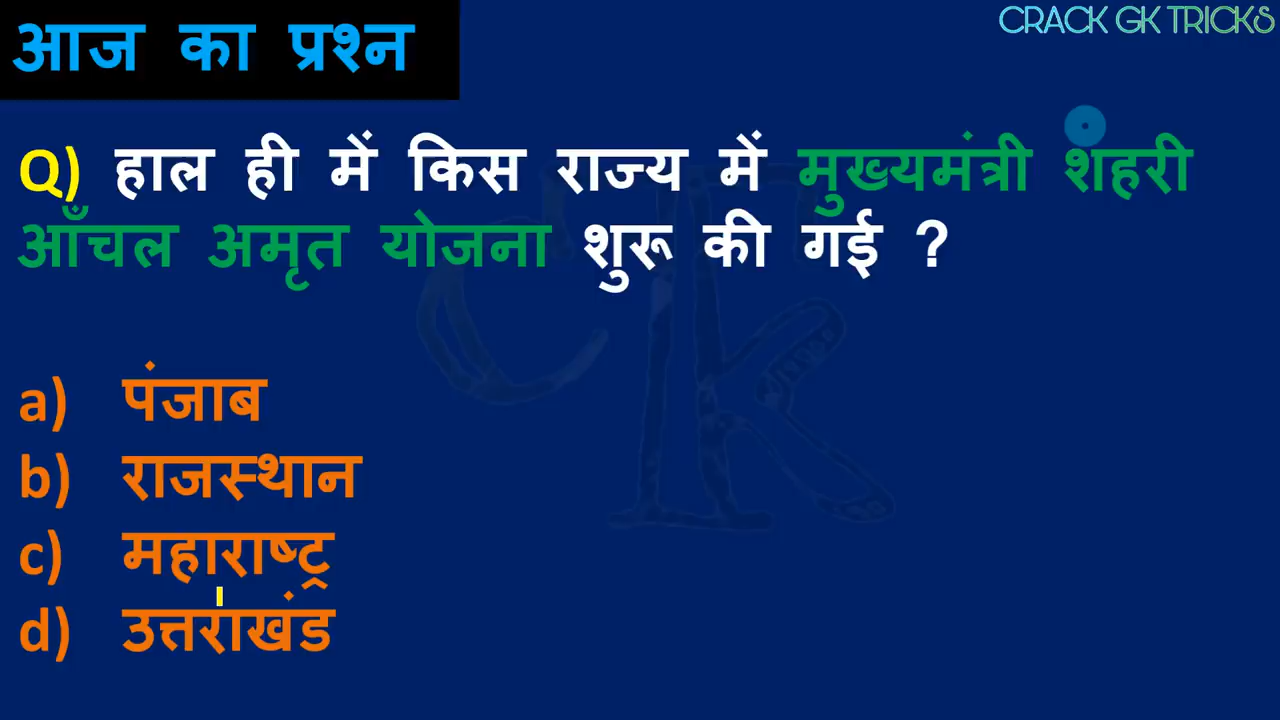 आज का प्रश्न
CRACK GK TRICKS
Q) हाल ही में किस राज्य में मुख्यमंत्री शहरी
आँचल अमृत योजना शुरू की गई ?
a) पंजाब
b) राजस्थान
c) महाराष्ट्र
d) उत्तराखंड